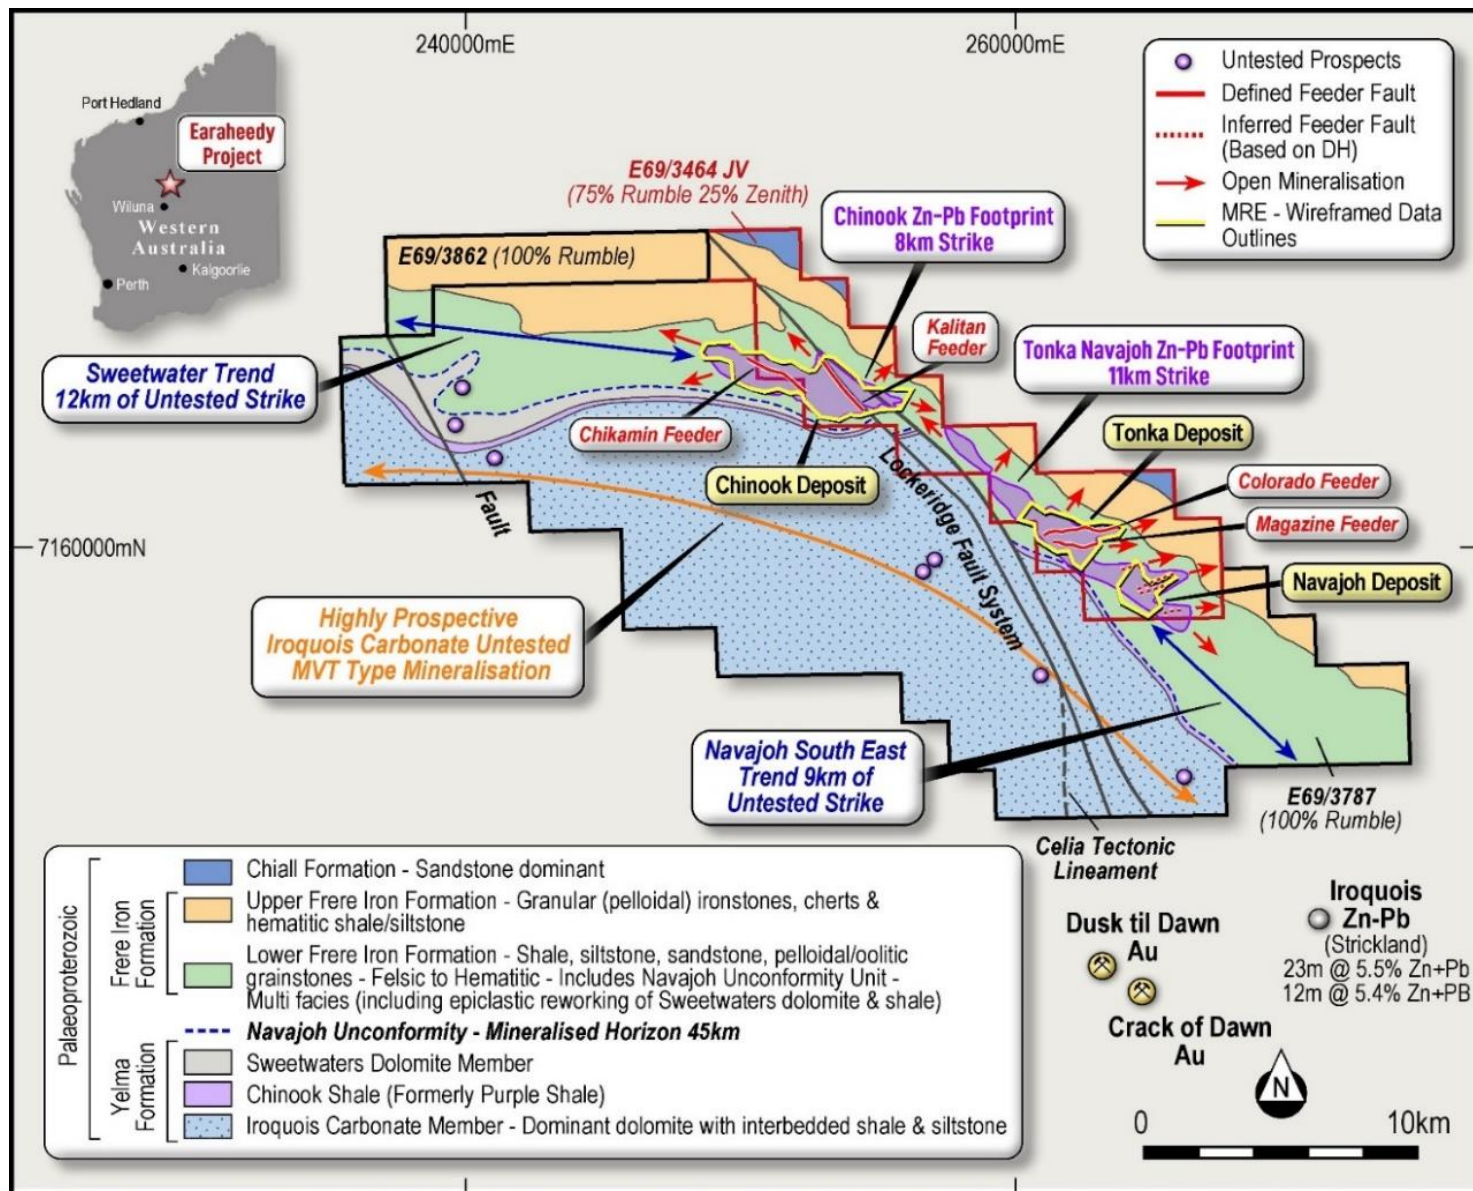 240000mE
260000mE
Port Hedland
Earaheedy
Project
Wiluna
Western
Australia
Kalgoorlie
Perth
Untested Prospects
Defined Feeder Fault
Inferred Feeder Fault
(Based on DH)
Open Mineralisation
MRE - Wireframed Data
Outlines
E69/3464 JV
(75% Rumble 25% Zenith)
Chinook Zn-Pb Footprint
8km Strike
E69/3862 (100% Rumble)
Kalitan
Feeder
Tonka Navajoh Zn-Pb Footprint
11km Strike
Sweetwater Trend
12km of Untested Strike
Chikamin Feeder
Tonka Deposit
Chinook Deposit
Colorado Feeder
Magazine Feeder
Fault
Lockeridge Fault System
7160000mN
Navajoh Deposit
Highly Prospective
Iroquois Carbonate Untested
MVT Type Mineralisation
Navajoh South East
Trend 9km of
Untested Strike
E69/3787
(100% Rumble)
Celia Tectonic
Lineament
Palaeoproterozoic
Frere Iron
Formation
Yelma
Formation
Chiall Formation - Sandstone dominant
Upper Frere Iron Formation - Granular (pelloidal) ironstones, cherts &
hematitic shale/siltstone
Lower Frere Iron Formation - Shale, siltstone, sandstone, pelloidal/oolitic
grainstones - Felsic to Hematitic - Includes Navajoh Unconformity Unit -
Multi facies (including epiclastic reworking of Sweetwaters dolomite & shale)
Navajoh Unconformity - Mineralised Horizon 45km
Sweetwaters Dolomite Member
Chinook Shale (Formerly Purple Shale)
Iroquois Carbonate Member - Dominant dolomite with interbedded shale & siltstone
Dusk til Dawn
Au
Crack of Dawn
Au
Iroquois
Zn-Pb
(Strickland)
23m @ 5.5% Zn+Pb
12m @ 5.4% Zn+PB
N
0
10km